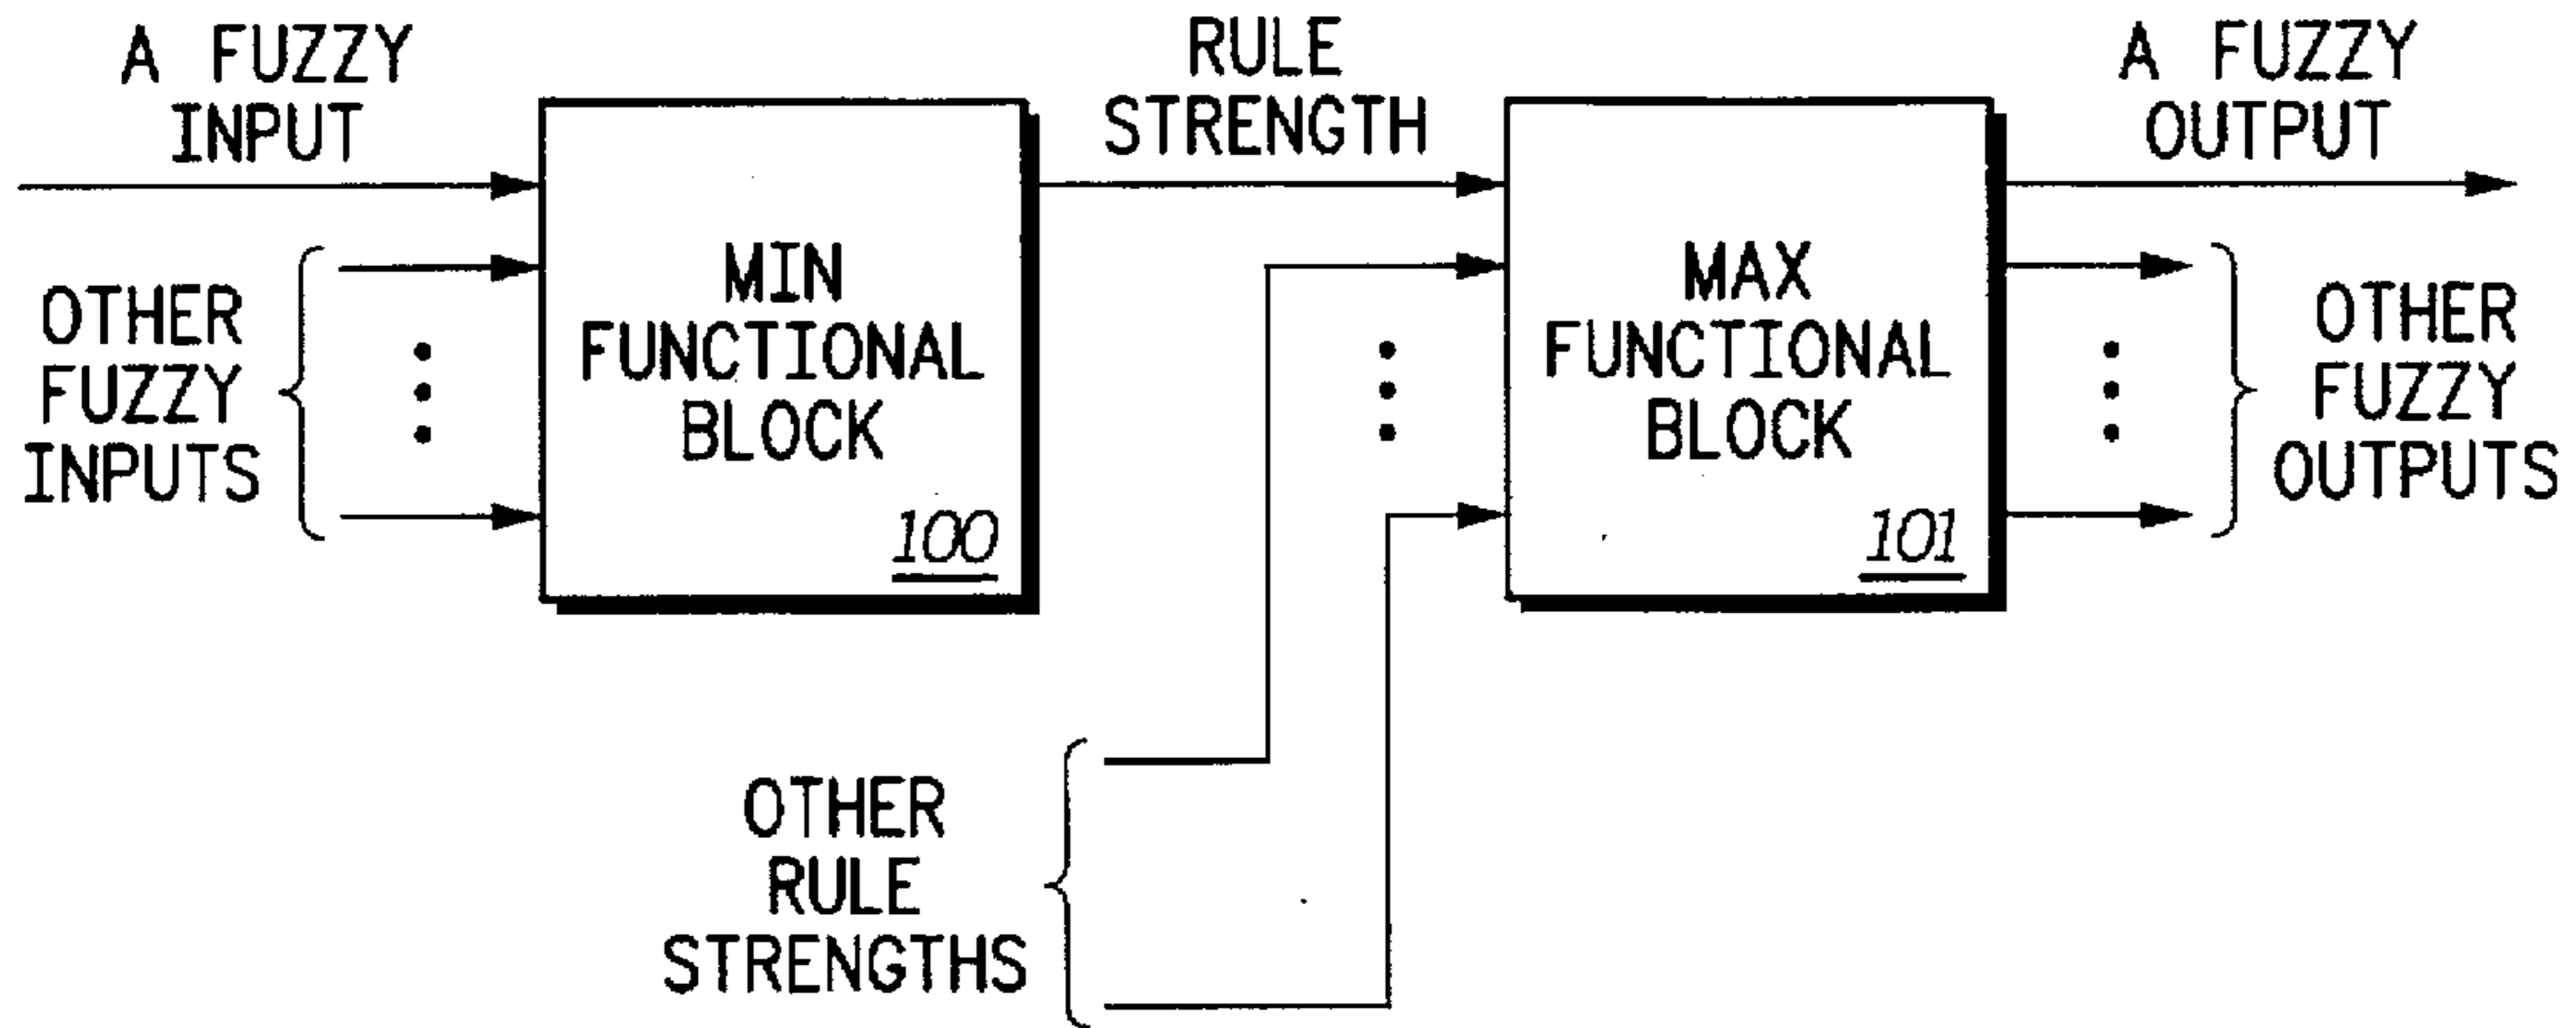 A FUZZY
INPUT
OTHER
FUZZY
INPUTS
MIN
FUNCTIONAL
BLOCK
100
RULE
STRENGTH
OTHER
RULE
STRENGTHS
MAX
FUNCTIONAL
BLOCK
101
A FUZZY
OUTPUT
OTHER
FUZZY
OUTPUTS